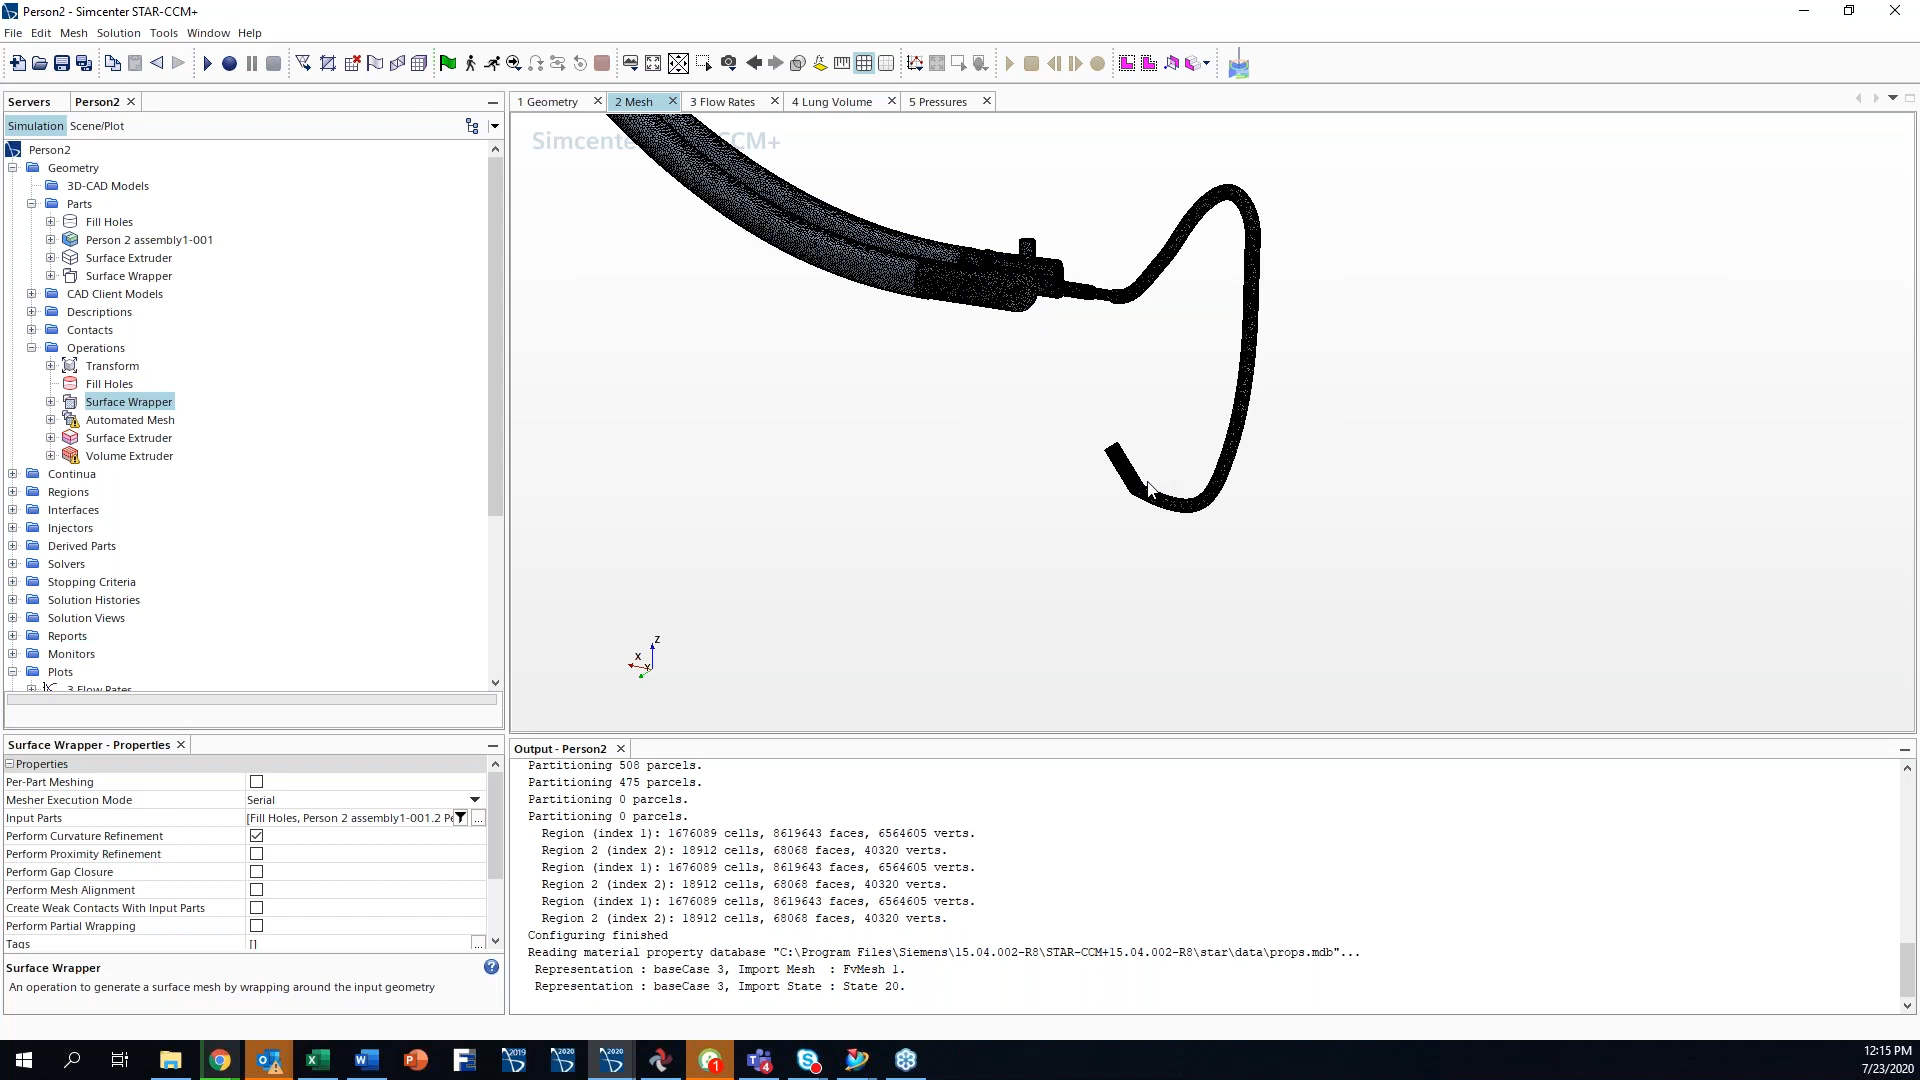 Person2 - Simcenter STAR-CCM+
File Edit Mesh Solution Tools Window Help
Servers Person2
1 Geometry 2 Mesh 3 Flow Rates 4 Lung Volume 5 Pressures
Simulation Scene/Plot
Person2
Geometry
3D-CAD Models
Parts
Fill Holes
Person 2 assembly1-001
Surface Extruder
Surface Wrapper
CAD Client Models
Descriptions
Contacts
Operations
Transform
Fill Holes
Surface Wrapper
Automated Mesh
Surface Extruder
Volume Extruder
Continua
Regions
Interfaces
Injectors
Derived Parts
Solvers
Stopping Criteria
Solution Histories
Solution Views
Reports
Monitors
Plots
3 Flow Rates
Simcente CM+
Z
X
Y
Surface Wrapper - Properties
Properties
Per-Part Meshing
Mesher Execution Mode Serial
Input Parts [Fill Holes, Person 2 assembly1-001.2 Pe
Perform Curvature Refinement
Perform Proximity Refinement
Perform Gap Closure
Perform Mesh Alignment
Create Weak Contacts With Input Parts
Perform Partial Wrapping
Tags []
Surface Wrapper
An operation to generate a surface mesh by wrapping around the input geometry
Output - Person2
Partitioning 508 parcels.
Partitioning 475 parcels.
Partitioning 0 parcels.
Partitioning 0 parcels.
Region (index 1): 1676089 cells, 8619643 faces, 6564605 verts.
Region 2 (index 2): 18912 cells, 68068 faces, 40320 verts.
Region (index 1): 1676089 cells, 8619643 faces, 6564605 verts.
Region 2 (index 2): 18912 cells, 68068 faces, 40320 verts.
Region (index 1): 1676089 cells, 8619643 faces, 6564605 verts.
Region 2 (index 2): 18912 cells, 68068 faces, 40320 verts.
Configuring finished
Reading material property database "C:\Program Files\Siemens\15.04.002-R8\STAR-CCM+15.04.002-R8\star\data\props.mdb"...
Representation : baseCase 3, Import Mesh : FvMesh 1.
Representation : baseCase 3, Import State : State 20.
2019 2020 2020 1 4
12:15 PM
7/23/2020